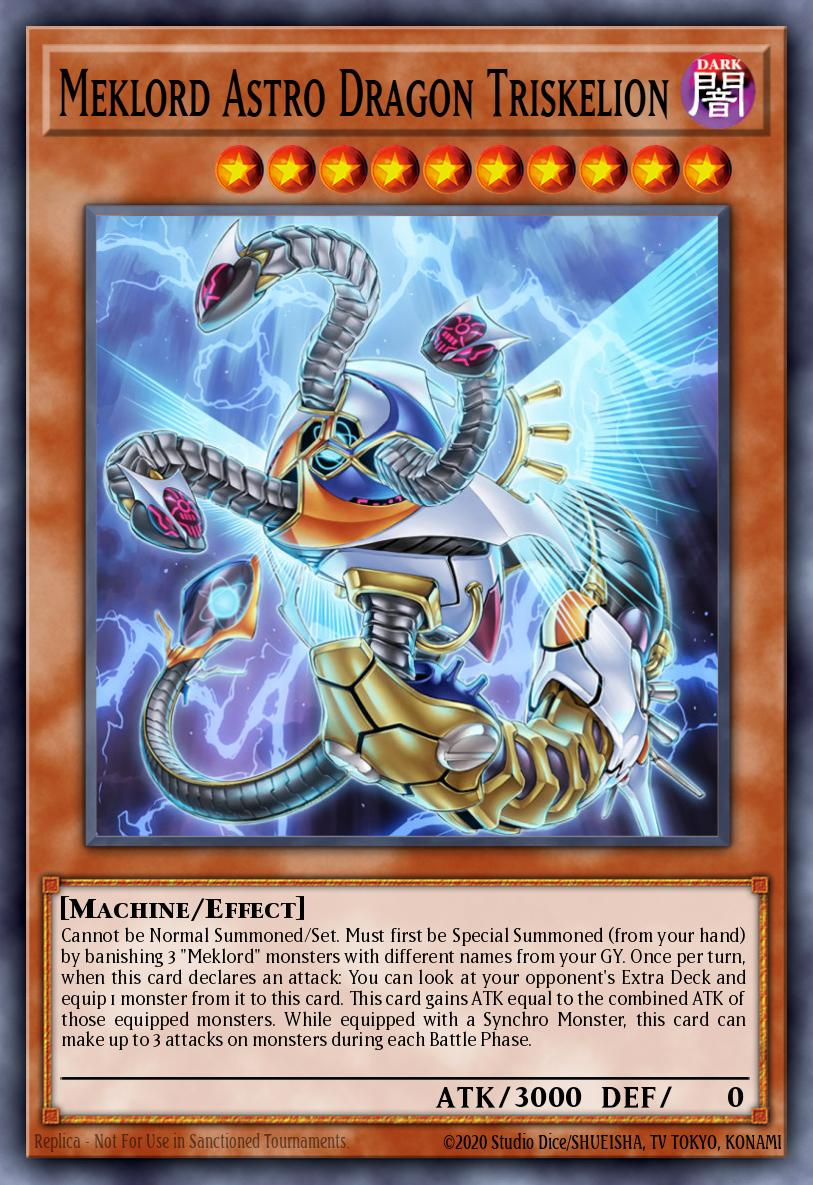 Meklord Astro Dragon Triskelion
DARK
闇
[Machine/Effect]
Cannot be Normal Summoned/Set. Must first be Special Summoned (from your hand)
by banishing 3 "Meklord" monsters with different names from your GY. Once per turn,
when this card declares an attack: You can look at your opponent's Extra Deck and
equip 1 monster from it to this card. This card gains ATK equal to the combined ATK of
those equipped monsters. While equipped with a Synchro Monster, this card can
make up to 3 attacks on monsters during each Battle Phase.
ATK/3000 DEF/ 0
Replica - Not For Use in Sanctioned Tournaments.
©2020 Studio Dice/SHUEISHA, TV TOKYO, KONAMI